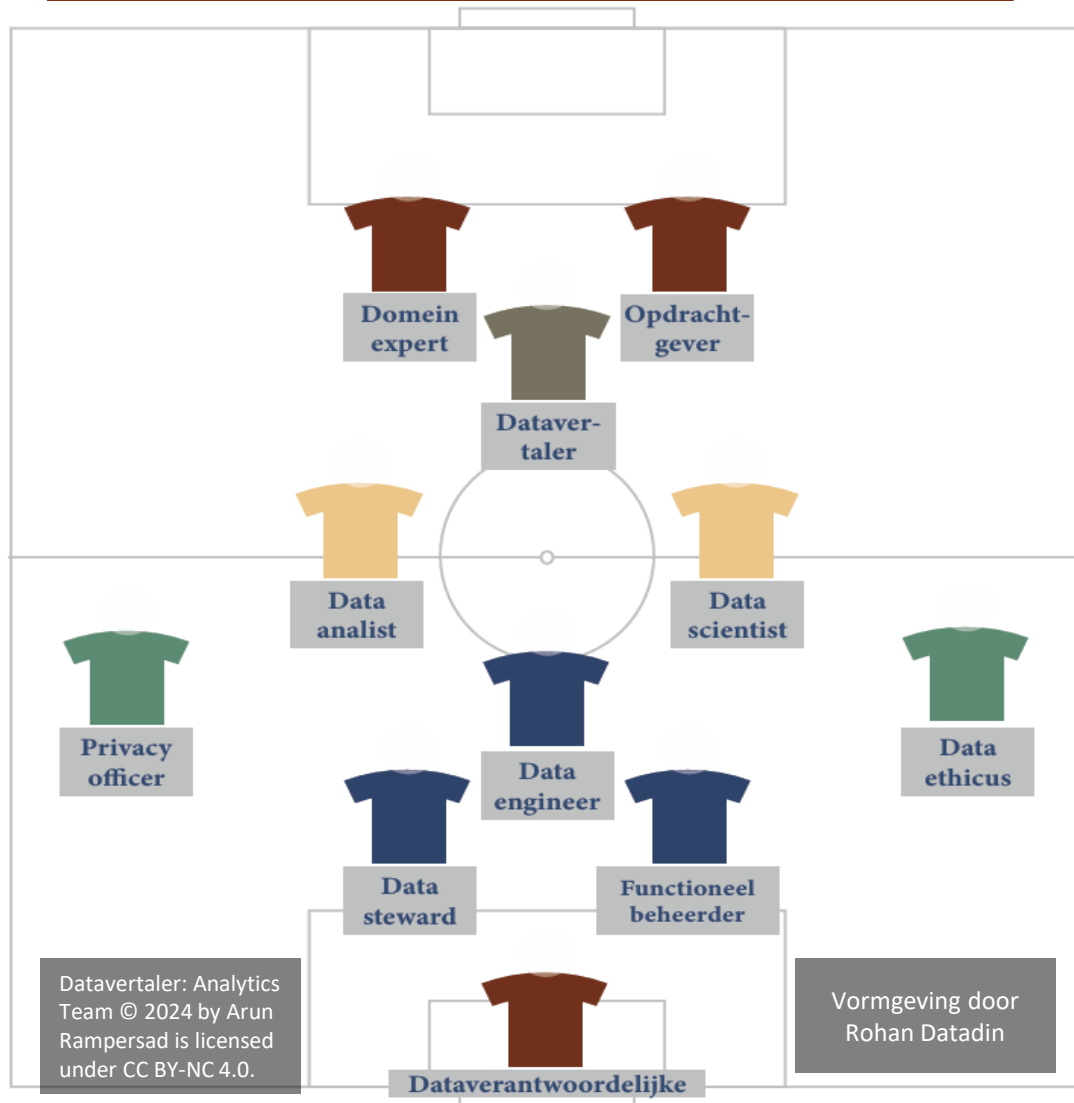 Domein
expert
Opdracht-
gever
Dataver-
taler
Data
analist
Data
scientist
Privacy
officer
Data
engineer
Data
ethicus
Data
steward
Functioneel
beheerder
Datavertaler: Analytics
Team © 2024 by Arun
Rampersad is licensed
under CC BY-NC 4.0.
Vormgeving door
Rohan Datadin
Dataverantwoordelijke